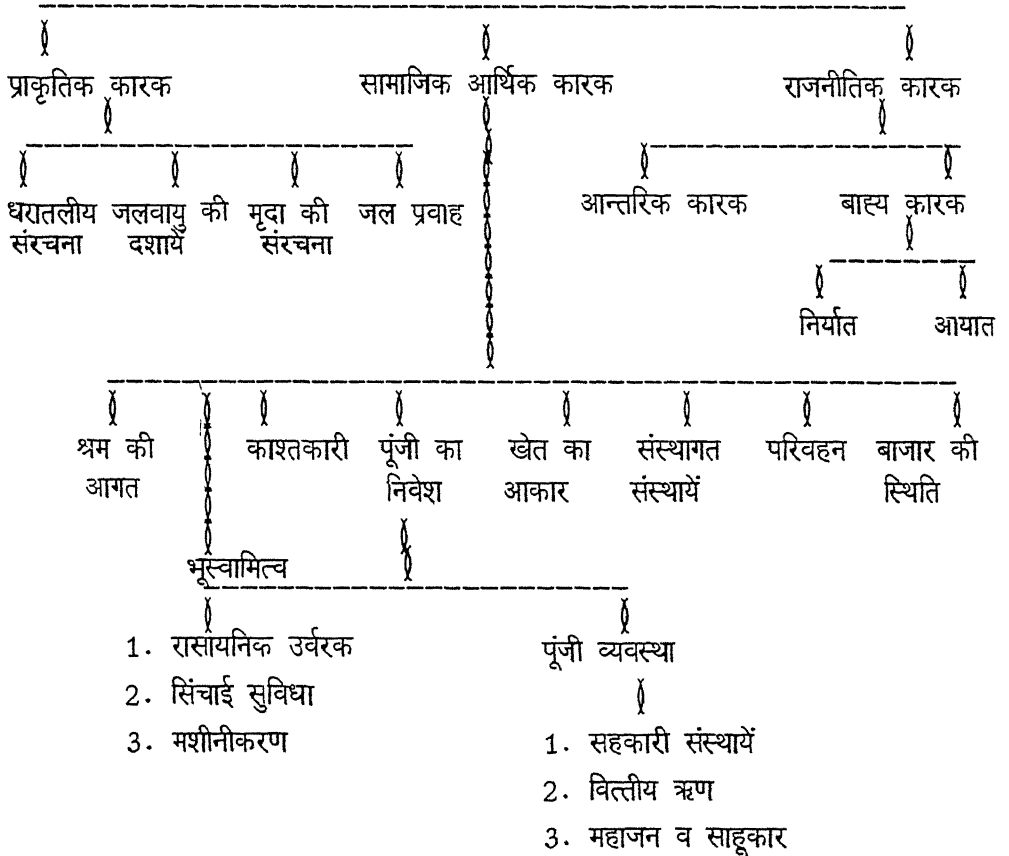 प्राकृतिक कारक सामाजिक आर्थिक कारक राजनीतिक कारक
धरातलीय जलवायु की मृदा की जल प्रवाह आन्तरिक कारक बाह्य कारक
संरचना दशायें संरचना
निर्यात आयात
श्रम की काश्तकारी पूंजी का खेत का संस्थागत परिवहन बाजार की
आगत निवेश आकार संस्थायें स्थिति
भूस्वामित्व
1. रासायनिक उर्वरक पूंजी व्यवस्था
2. सिंचाई सुविधा
3. मशीनीकरण
1. सहकारी संस्थायें
2. वित्तीय ऋण
3. महाजन व साहूकार